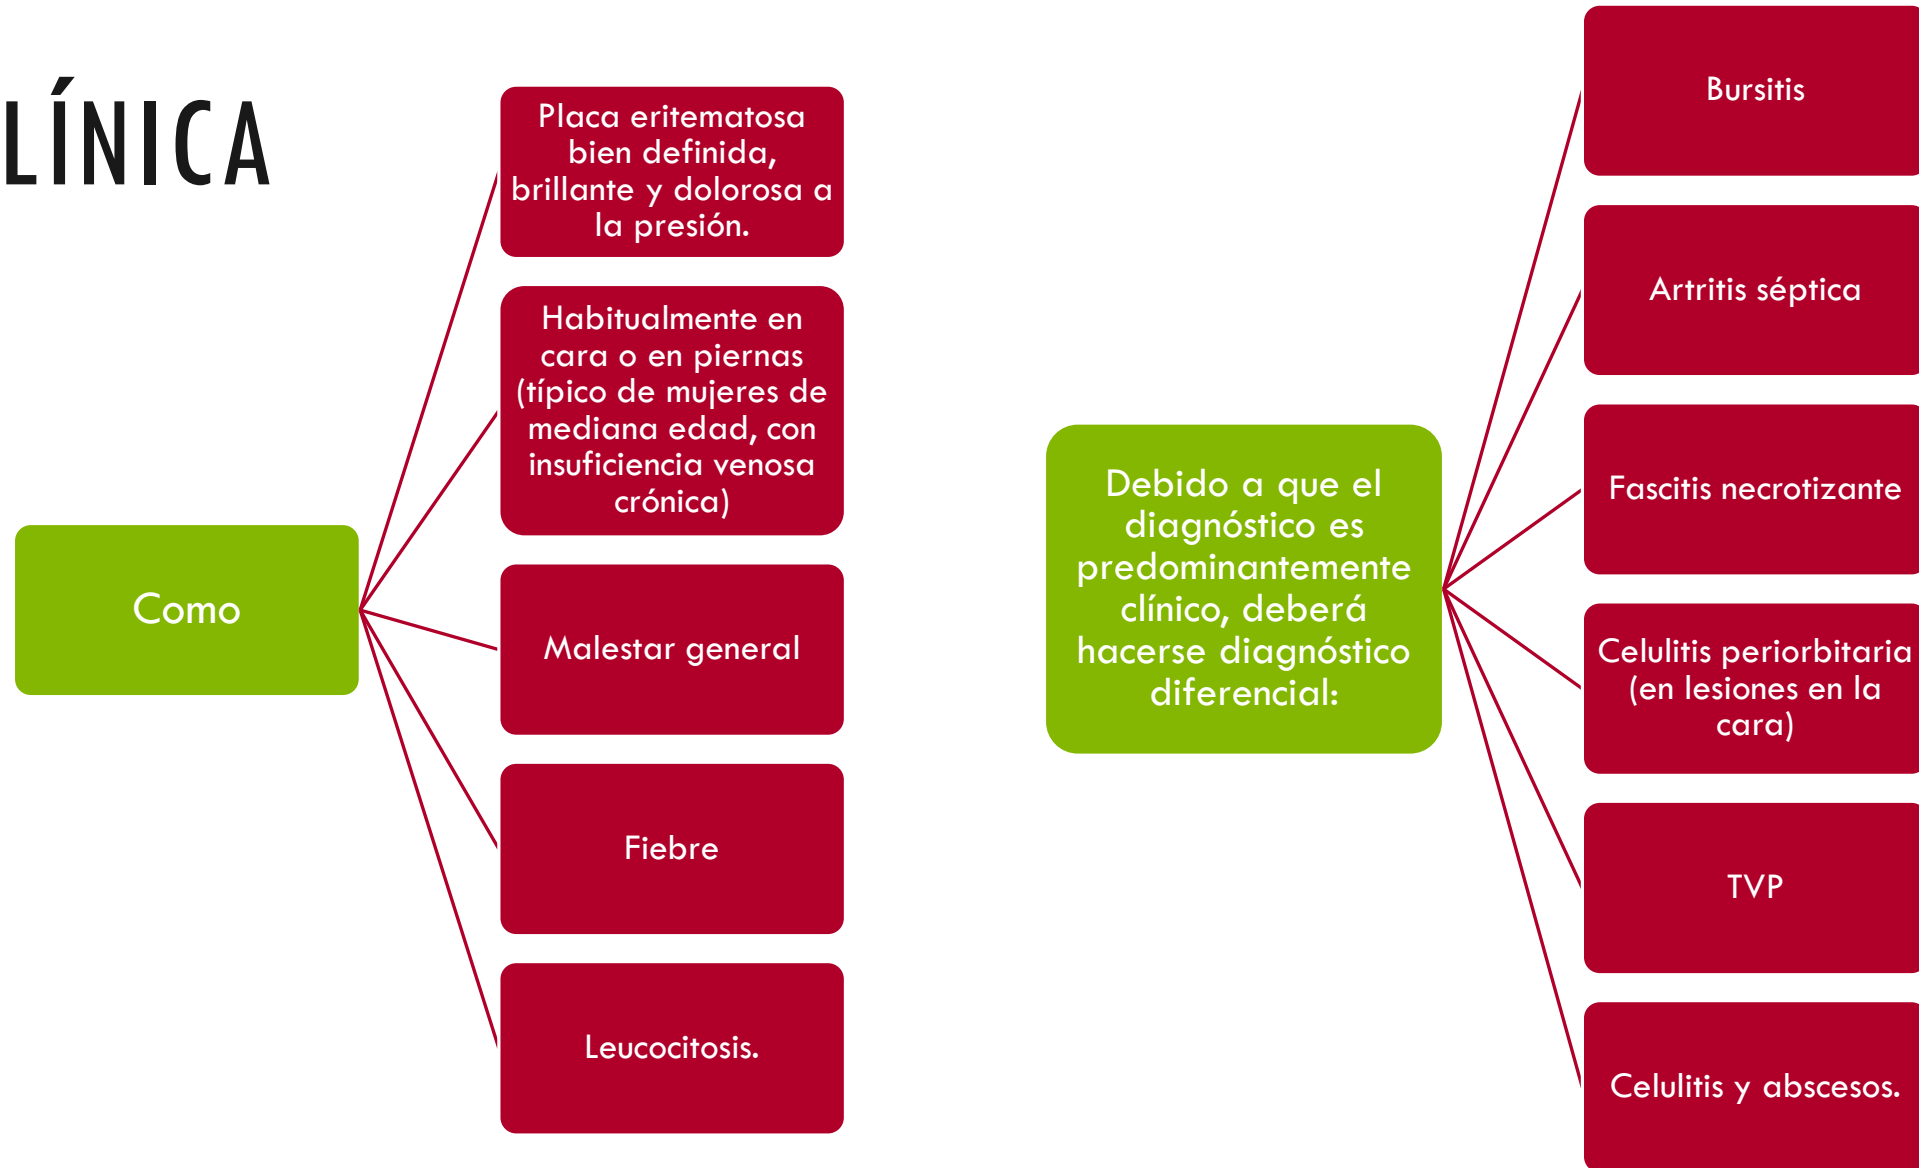 LÍNICA
Como
Placa eritematosa
bien definida,
brillante y dolorosa a
la presión.
Habitualmente en
cara o en piernas
(típico de mujeres de
mediana edad, con
insuficiencia venosa
crónica)
Malestar general
Fiebre
Leucocitosis.
Debido a que el
diagnóstico es
predominantemente
clínico, deberá
hacerse diagnóstico
diferencial:
Bursitis
Artritis séptica
Fascitis necrotizante
Celulitis periorbitaria
(en lesiones en la
cara)
TVP
Celulitis y abscesos.